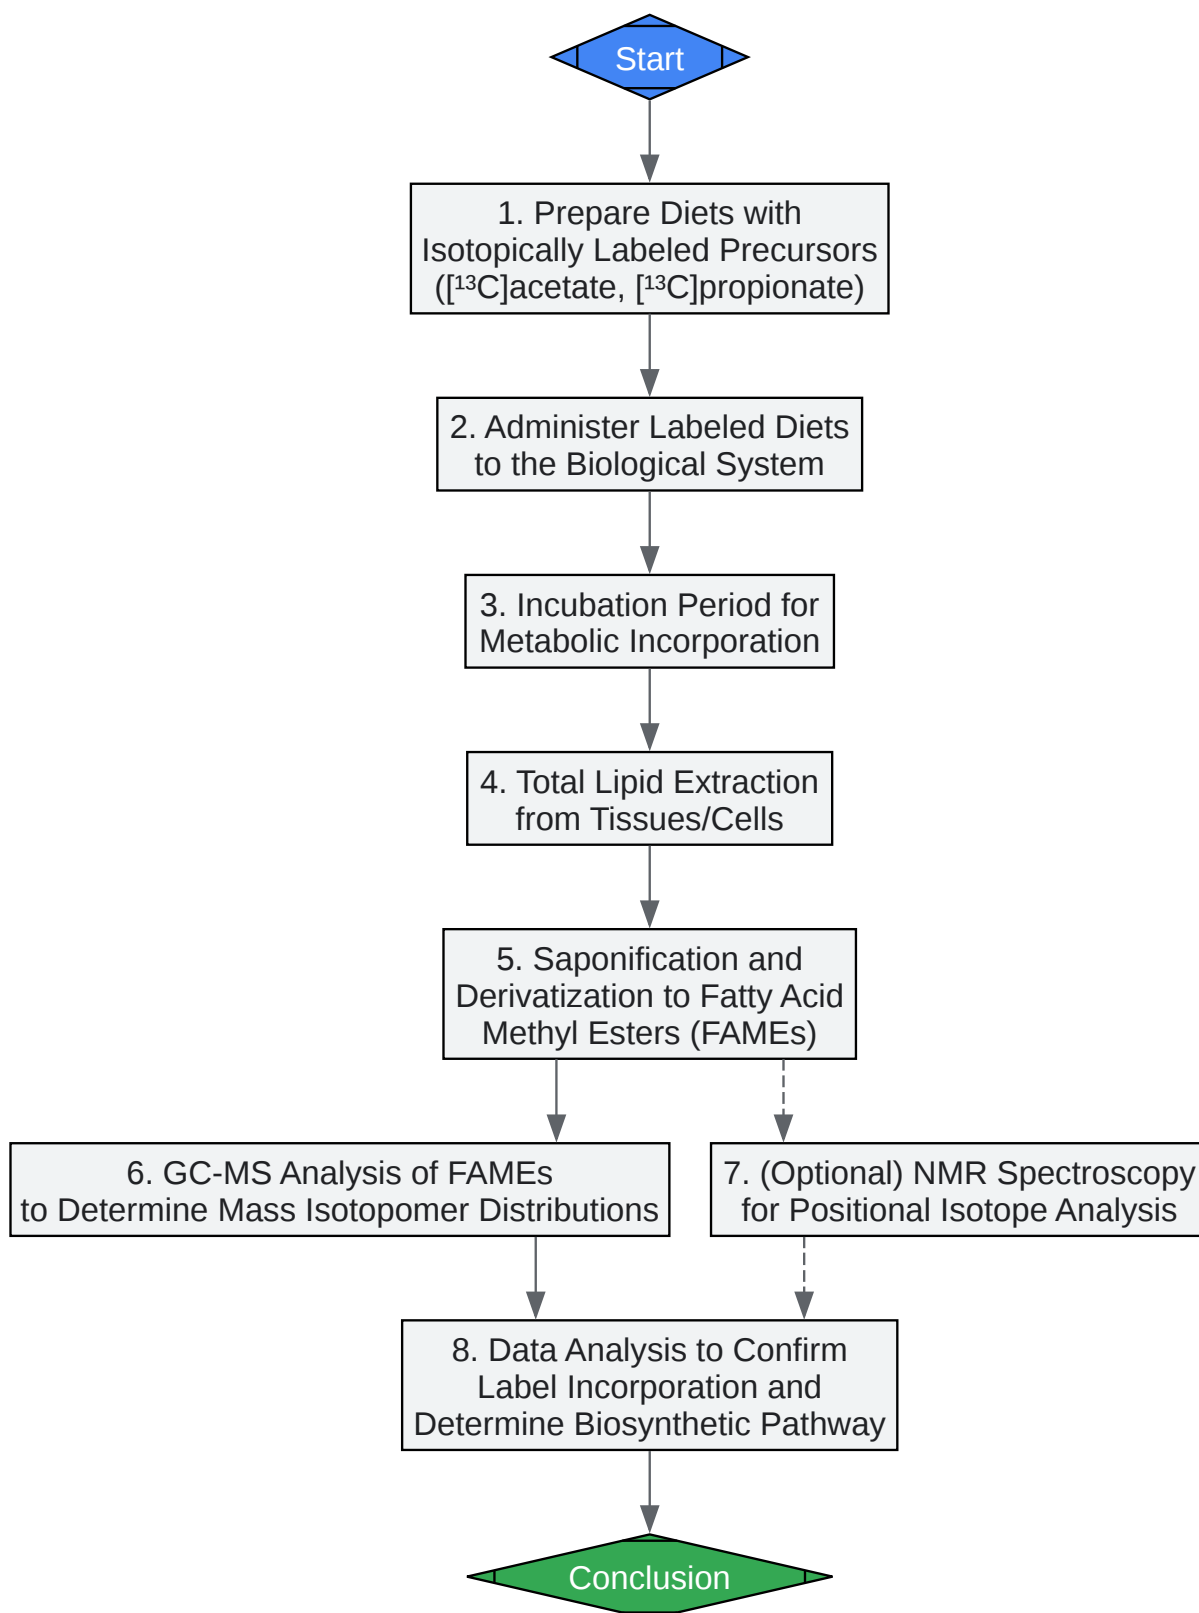 Start
1. Prepare Diets with
Isotopically Labeled Precursors
([¹³C]acetate, [¹³C]propionate)
2. Administer Labeled Diets
to the Biological System
3. Incubation Period for
Metabolic Incorporation
4. Total Lipid Extraction
from Tissues/Cells
5. Saponification and
Derivatization to Fatty Acid
Methyl Esters (FAMEs)
6. GC-MS Analysis of FAMEs
to Determine Mass Isotopomer Distributions
7. (Optional) NMR Spectroscopy
for Positional Isotope Analysis
8. Data Analysis to Confirm
Label Incorporation and
Determine Biosynthetic Pathway
Conclusion